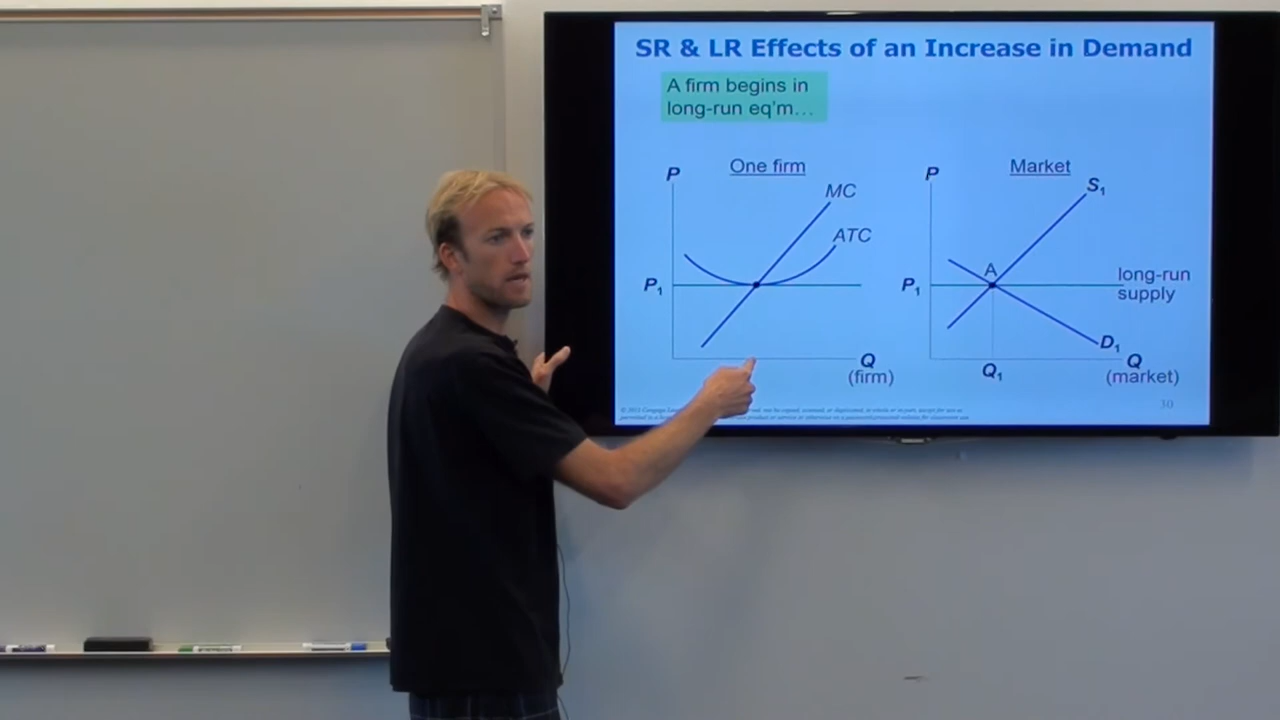 SR & LR Effects of an Increase in Demand
A firm begins in
long-run eq'm…
P
One firm
MC
ATC
P1
Q
(firm)
P
Market
S1
A
long-run
supply
P1
D1
Q1
Q
(market)
30